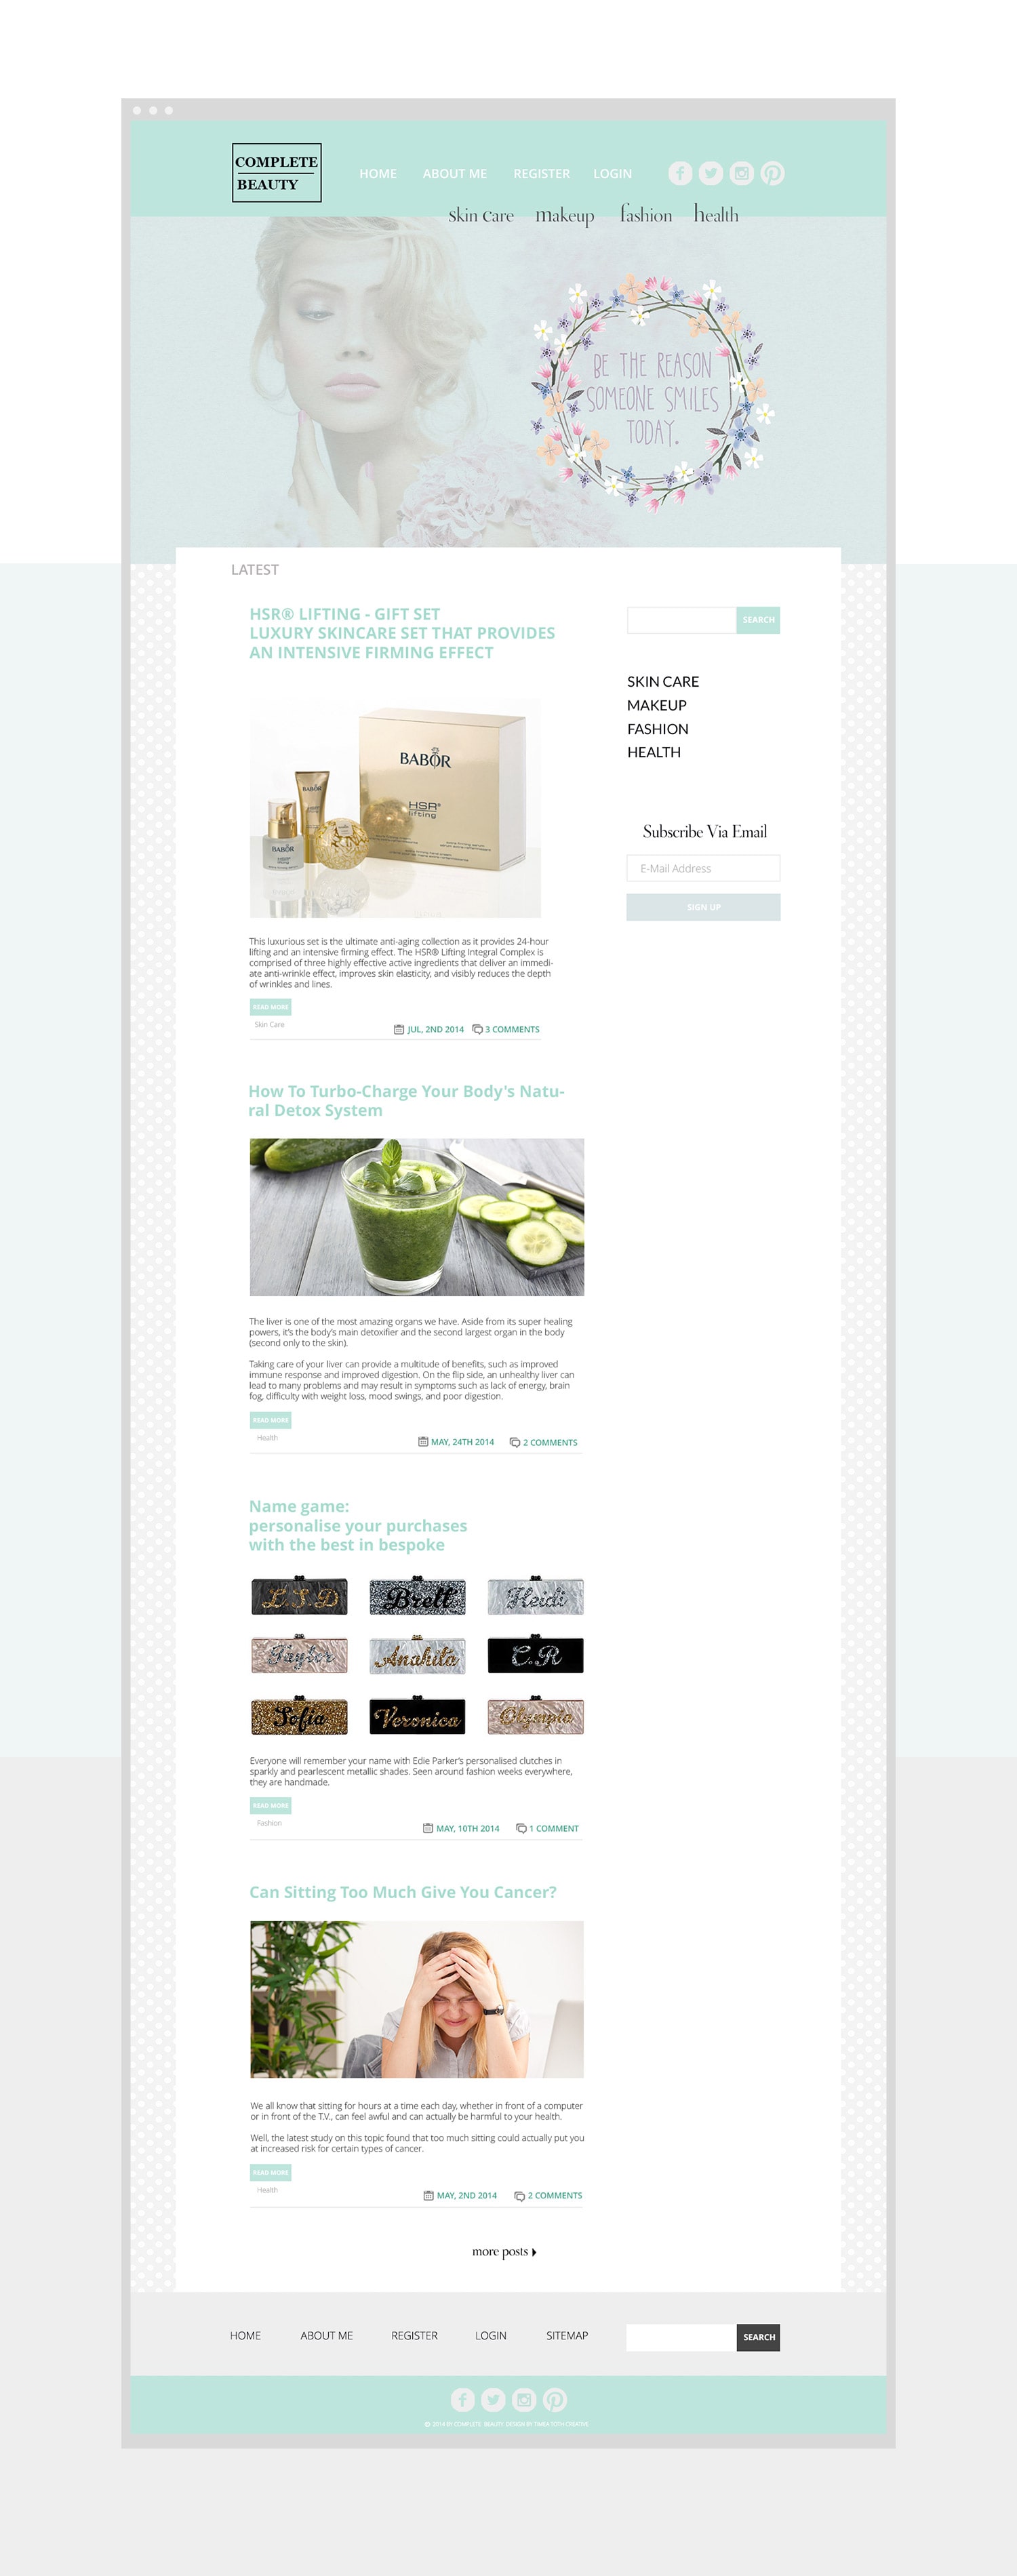 COMPLETE
BEAUTY
HOME ABOUT ME REGISTER LOGIN
skin care makeup fashion health
BE THE REASON
SOMEONE SMILES
TODAY.
LATEST
HSR® LIFTING - GIFT SET
LUXURY SKINCARE SET THAT PROVIDES
AN INTENSIVE FIRMING EFFECT
BABOR
HSR®
lifting
BABOR
BABOR
This luxurious set is the ultimate anti-aging collection as it provides 24-hour
lifting and an intensive firming effect. The HSR® Lifting Integral Complex is
comprised of three highly effective active ingredients that deliver an immedi-
ate anti-wrinkle effect, improves skin elasticity, and visibly reduces the depth
of wrinkles and lines.
READ MORE
Skin Care
JUL, 2ND 2014 3 COMMENTS
SEARCH
SKIN CARE
MAKEUP
FASHION
HEALTH
Subscribe Via Email
E-Mail Address
SIGN UP
How To Turbo-Charge Your Body's Natu-
ral Detox System
The liver is one of the most amazing organs we have. Aside from its super healing
powers, it's the body's main detoxifier and the second largest organ in the body
(second only to the skin).
Taking care of your liver can provide a multitude of benefits, such as improved
immune response and improved digestion. On the flip side, an unhealthy liver can
lead to many problems and may result in symptoms such as lack of energy, brain
fog, difficulty with weight loss, mood swings, and poor digestion.
READ MORE
Health
MAY, 24TH 2014 2 COMMENTS
Name game:
personalise your purchases
with the best in bespoke
Brett Heidi
Taylor Anahita C.R
Sofia Veronica Olympia
Everyone will remember your name with Edie Parker's personalised clutches in
sparkly and pearlescent metallic shades. Seen around fashion weeks everywhere,
they are handmade.
READ MORE
Fashion
MAY, 10TH 2014 1 COMMENT
Can Sitting Too Much Give You Cancer?
We all know that sitting for hours at a time each day, whether in front of a computer
or in front of the T.V., can feel awful and can actually be harmful to your health.
Well, the latest study on this topic found that too much sitting could actually put you
at increased risk for certain types of cancer.
READ MORE
Health
MAY, 2ND 2014 2 COMMENTS
more posts
HOME ABOUT ME REGISTER LOGIN SITEMAP
SEARCH
© 2014 BY COMPLETE BEAUTY DESIGN BY